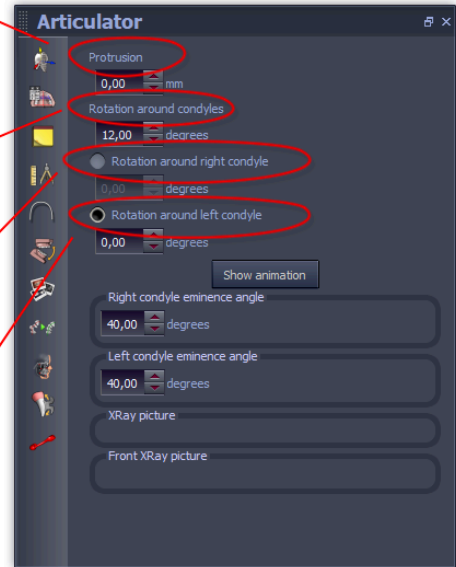 Articulator
Protrusion
0,00 mm
Rotation around condyles
12,00 degrees
Rotation around right condyle
0,00 degrees
Rotation around left condyle
0,00 degrees
Show animation
Right condyle eminence angle
40,00 degrees
Left condyle eminence angle
40,00 degrees
XRay picture
Front XRay picture